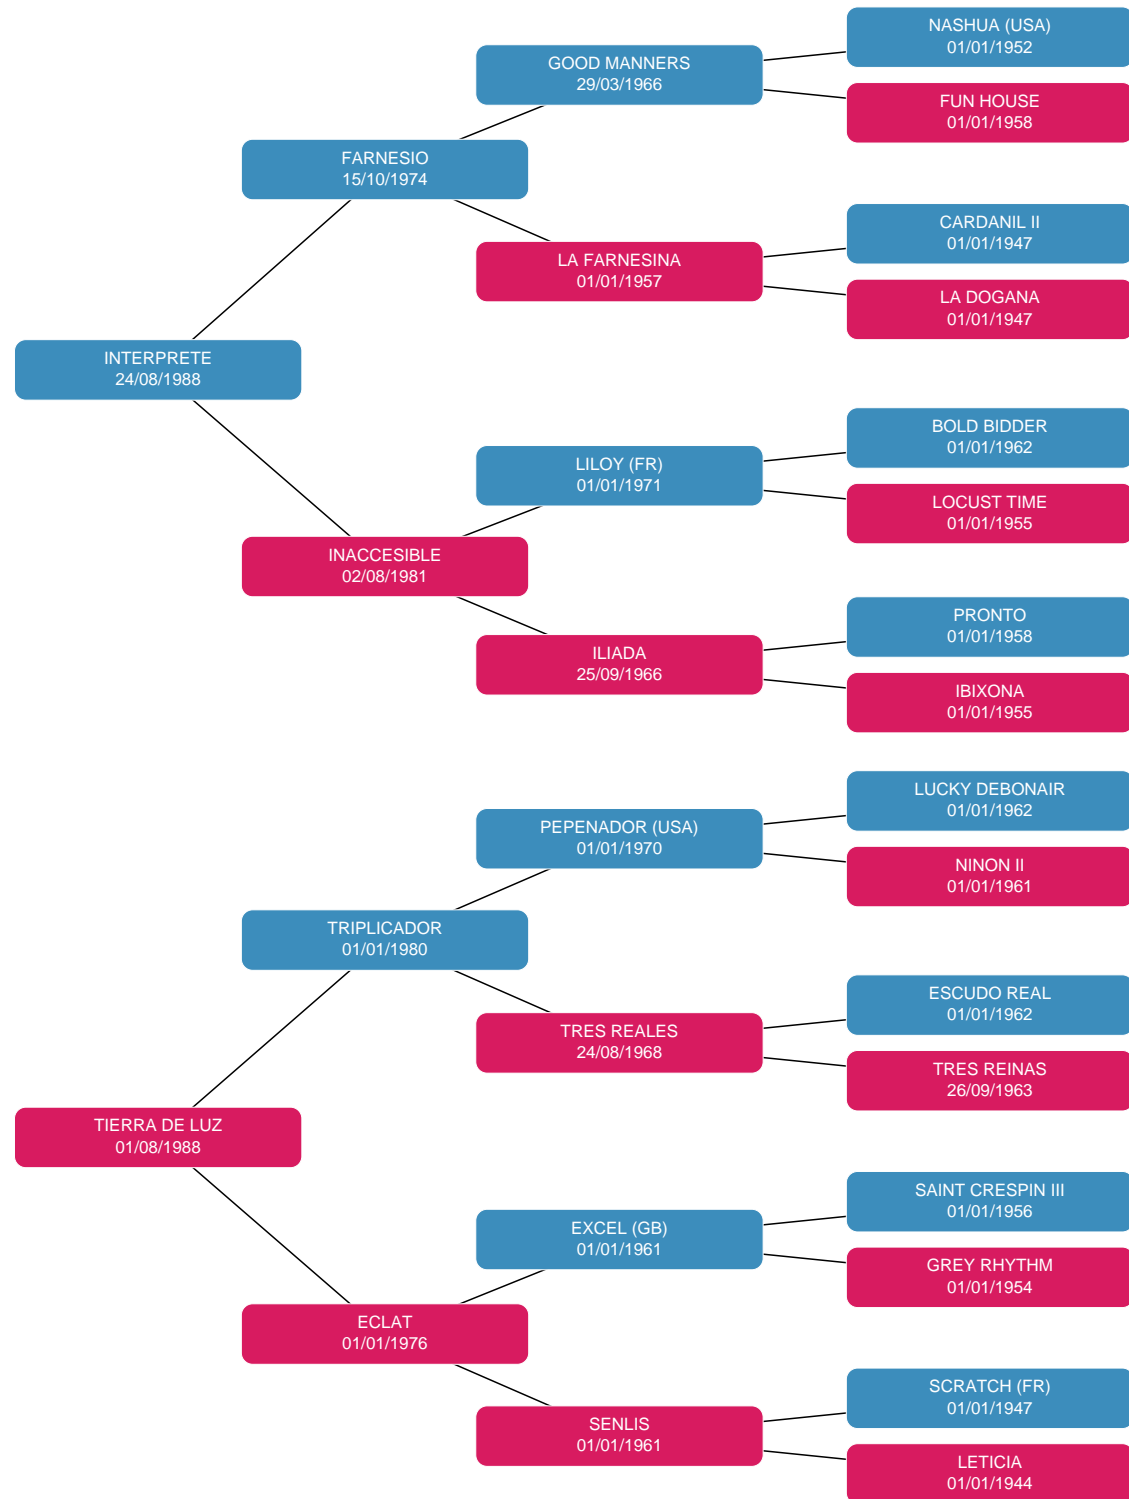 NASHUA (USA)
01/01/1952
GOOD MANNERS
29/03/1966
FUN HOUSE
01/01/1958
FARNESIO
15/10/1974
CARDANIL II
01/01/1947
LA FARNESINA
01/01/1957
LA DOGANA
01/01/1947
INTERPRETE
24/08/1988
BOLD BIDDER
01/01/1962
LILOY (FR)
01/01/1971
LOCUST TIME
01/01/1955
INACCESIBLE
02/08/1981
PRONTO
01/01/1958
ILIADA
25/09/1966
IBIXONA
01/01/1955
LUCKY DEBONAIR
01/01/1962
PEPENADOR (USA)
01/01/1970
NINON II
01/01/1961
TRIPLICADOR
01/01/1980
ESCUDO REAL
01/01/1962
TRES REALES
24/08/1968
TRES REINAS
26/09/1963
TIERRA DE LUZ
01/08/1988
SAINT CRESPIN III
01/01/1956
EXCEL (GB)
01/01/1961
GREY RHYTHM
01/01/1954
ECLAT
01/01/1976
SCRATCH (FR)
01/01/1947
SENLIS
01/01/1961
LETICIA
01/01/1944